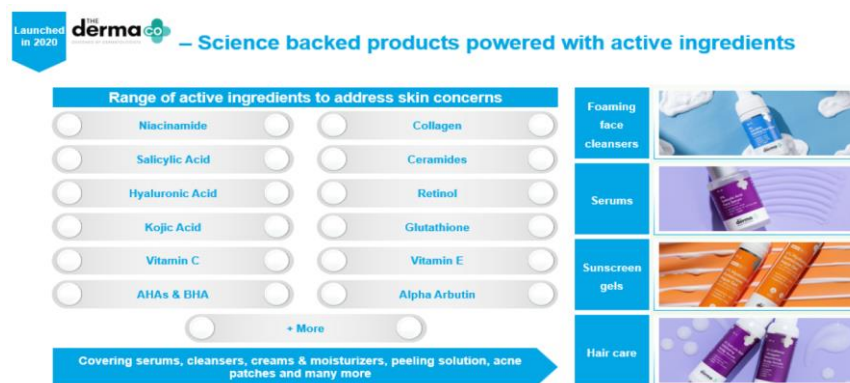 Launched
in 2020
THE
derma co
– Science backed products powered with active ingredients
Range of active ingredients to address skin concerns
Niacinamide
Collagen
Salicylic Acid
Ceramides
Hyaluronic Acid
Retinol
Kojic Acid
Glutathione
Vitamin C
Vitamin E
AHAs & BHA
Alpha Arbutin
+ More
Covering serums, cleansers, creams & moisturizers, peeling solution, acne
patches and many more
Foaming
face
cleansers
Serums
derma
Sunscreen
gels
Hair care